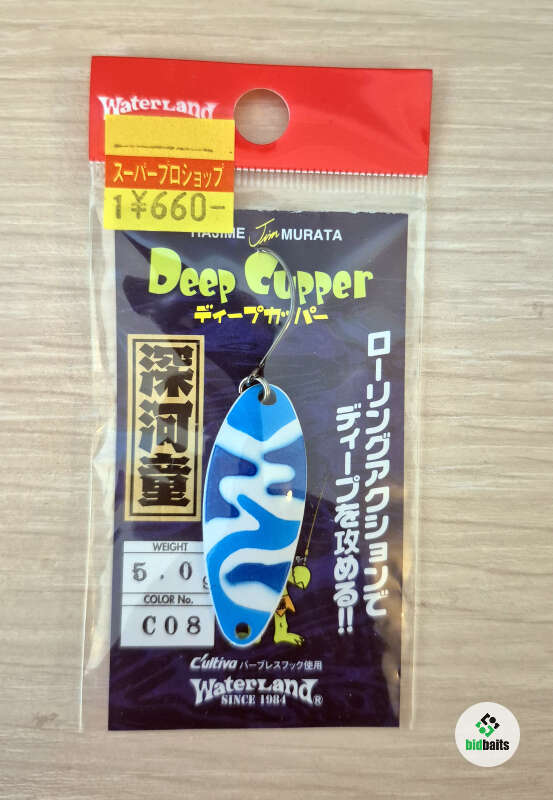 WATERLAND
スーパープロショップ
1¥660-
HAJIME Jim MURATA
Deep Cupper
ディープカッパー
深河童
ローリングアクションで
ディープを攻める!!
WEIGHT
5.0g
COLOR No.
C08
C'ultiva バーブレスフック使用
WATERLAND
SINCE 1984 ®
bidbaits